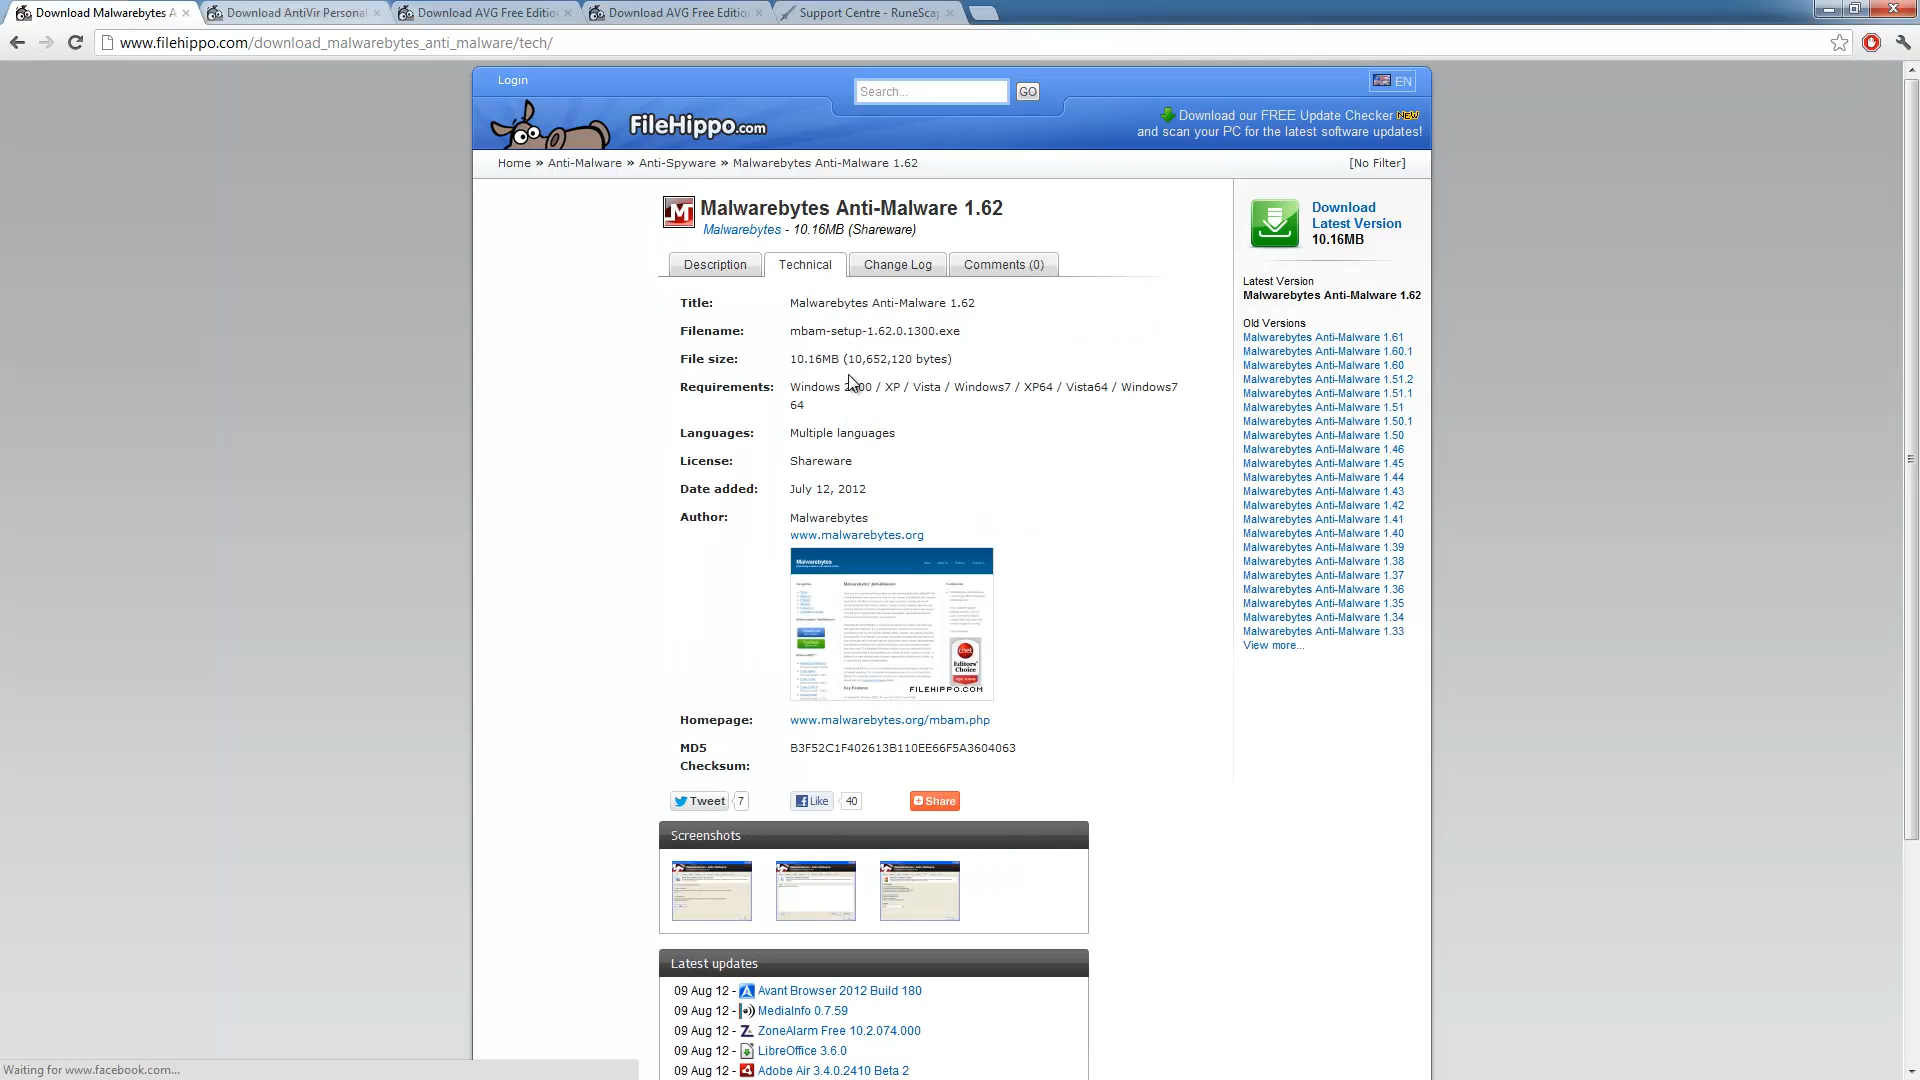 Download Malwarebytes A
Download AntiVir Personal
Download AVG Free Edition
Download AVG Free Edition
Support Centre - RuneScap
www.filehippo.com/download_malwarebytes_anti_malware/tech/
Login
Search...
GO
EN
FileHippo.com
Download our FREE Update Checker NEW
and scan your PC for the latest software updates!
Home » Anti-Malware » Anti-Spyware » Malwarebytes Anti-Malware 1.62
[No Filter]
Malwarebytes Anti-Malware 1.62
Malwarebytes - 10.16MB (Shareware)
Description
Technical
Change Log
Comments (0)
Title: Malwarebytes Anti-Malware 1.62
Filename: mbam-setup-1.62.0.1300.exe
File size: 10.16MB (10,652,120 bytes)
Requirements: Windows 2000 / XP / Vista / Windows7 / XP64 / Vista64 / Windows7
64
Languages: Multiple languages
License: Shareware
Date added: July 12, 2012
Author: Malwarebytes
www.malwarebytes.org
Malwarebytes
cnet
Editors'
Choice
Key Features
FILEHIPPO.COM
Homepage: www.malwarebytes.org/mbam.php
MD5 B3F52C1F402613B110EE66F5A3604063
Checksum:
Tweet 7
Like 40
Share
Screenshots
Latest updates
09 Aug 12 - Avant Browser 2012 Build 180
09 Aug 12 - MediaInfo 0.7.59
09 Aug 12 - ZoneAlarm Free 10.2.074.000
09 Aug 12 - LibreOffice 3.6.0
09 Aug 12 - Adobe Air 3.4.0.2410 Beta 2
Download
Latest Version
10.16MB
Latest Version
Malwarebytes Anti-Malware 1.62
Old Versions
Malwarebytes Anti-Malware 1.61
Malwarebytes Anti-Malware 1.60.1
Malwarebytes Anti-Malware 1.60
Malwarebytes Anti-Malware 1.51.2
Malwarebytes Anti-Malware 1.51.1
Malwarebytes Anti-Malware 1.51
Malwarebytes Anti-Malware 1.50.1
Malwarebytes Anti-Malware 1.50
Malwarebytes Anti-Malware 1.46
Malwarebytes Anti-Malware 1.45
Malwarebytes Anti-Malware 1.44
Malwarebytes Anti-Malware 1.43
Malwarebytes Anti-Malware 1.42
Malwarebytes Anti-Malware 1.41
Malwarebytes Anti-Malware 1.40
Malwarebytes Anti-Malware 1.39
Malwarebytes Anti-Malware 1.38
Malwarebytes Anti-Malware 1.37
Malwarebytes Anti-Malware 1.36
Malwarebytes Anti-Malware 1.35
Malwarebytes Anti-Malware 1.34
Malwarebytes Anti-Malware 1.33
View more...
Waiting for www.facebook.com...